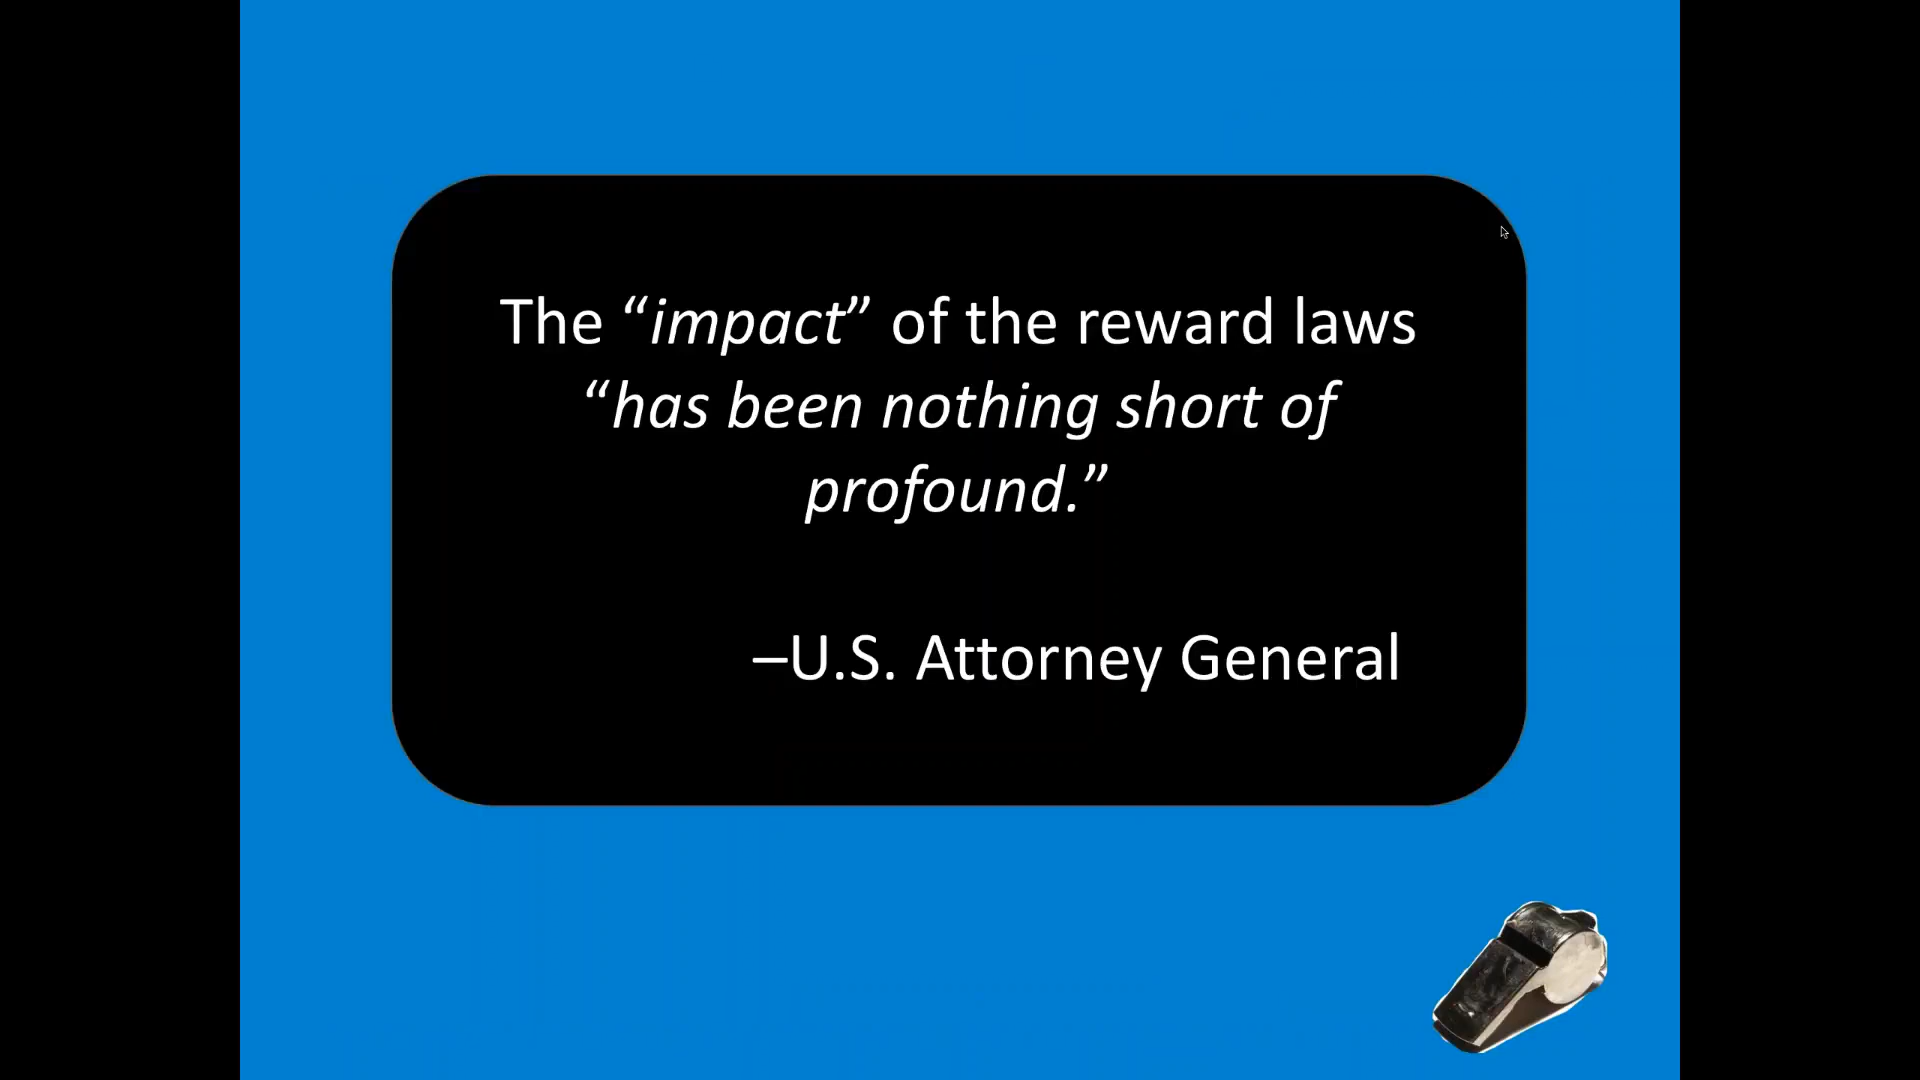 The “impact” of the reward laws
“has been nothing short of
profound.”
–U.S. Attorney General